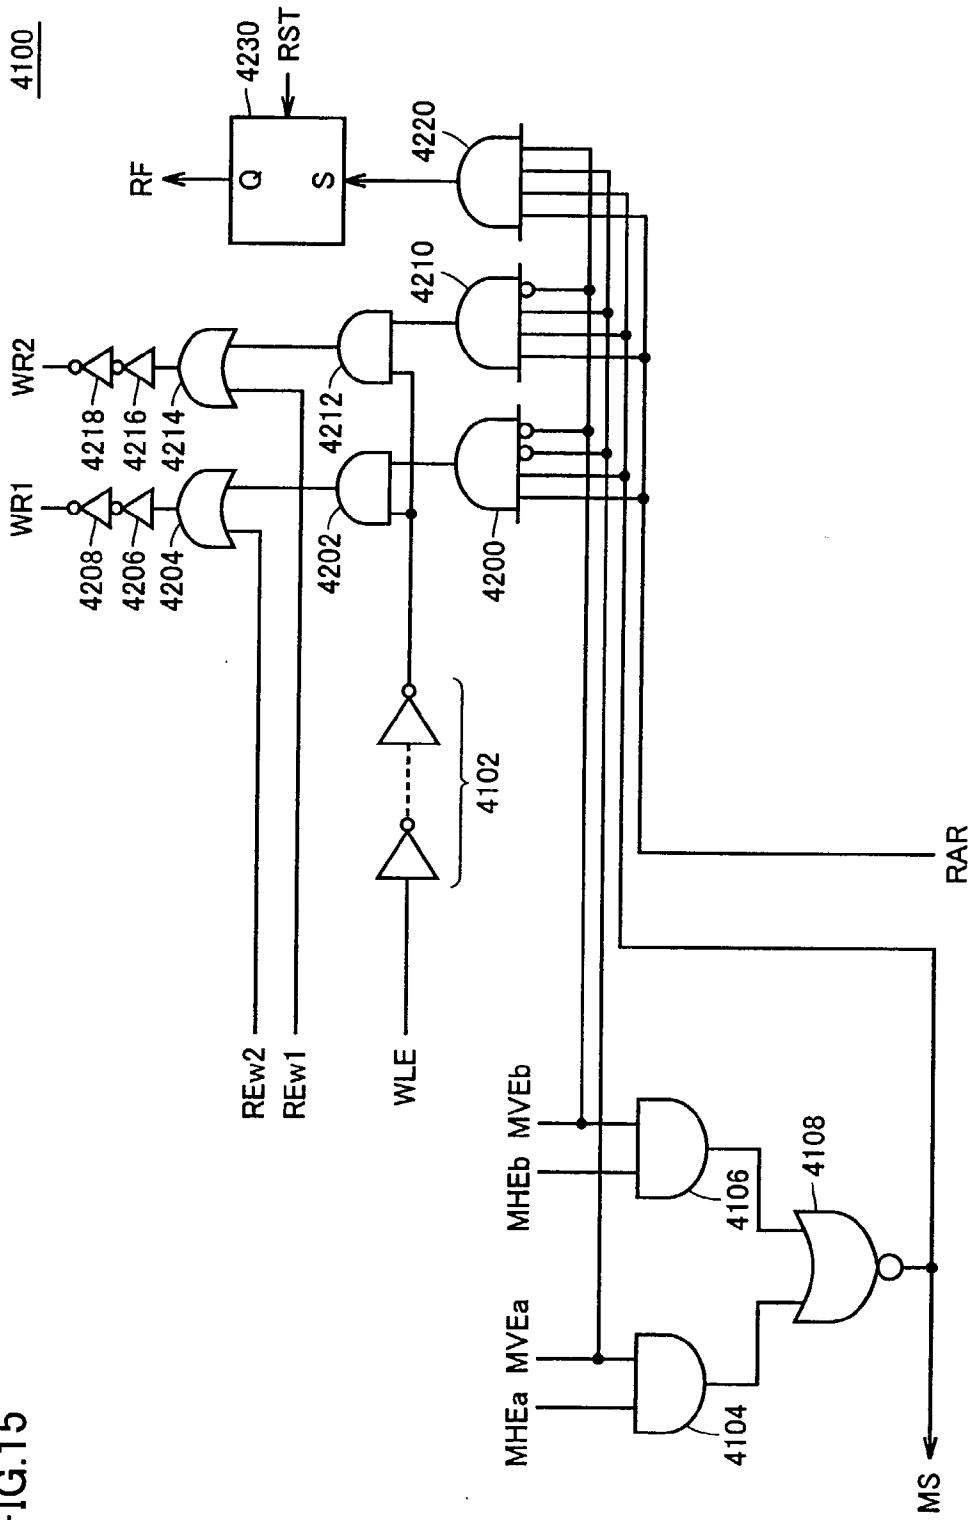 FIG.15
4100
RF
4230
RST
Q
S
4220
WR2
4218
4216
4214
4212
4210
WR1
4208
4206
4204
4202
4200
REw2
REw1
WLE
4102
RAR
MHEb
MVEb
4106
4108
MHEa
MVEa
4104
MS